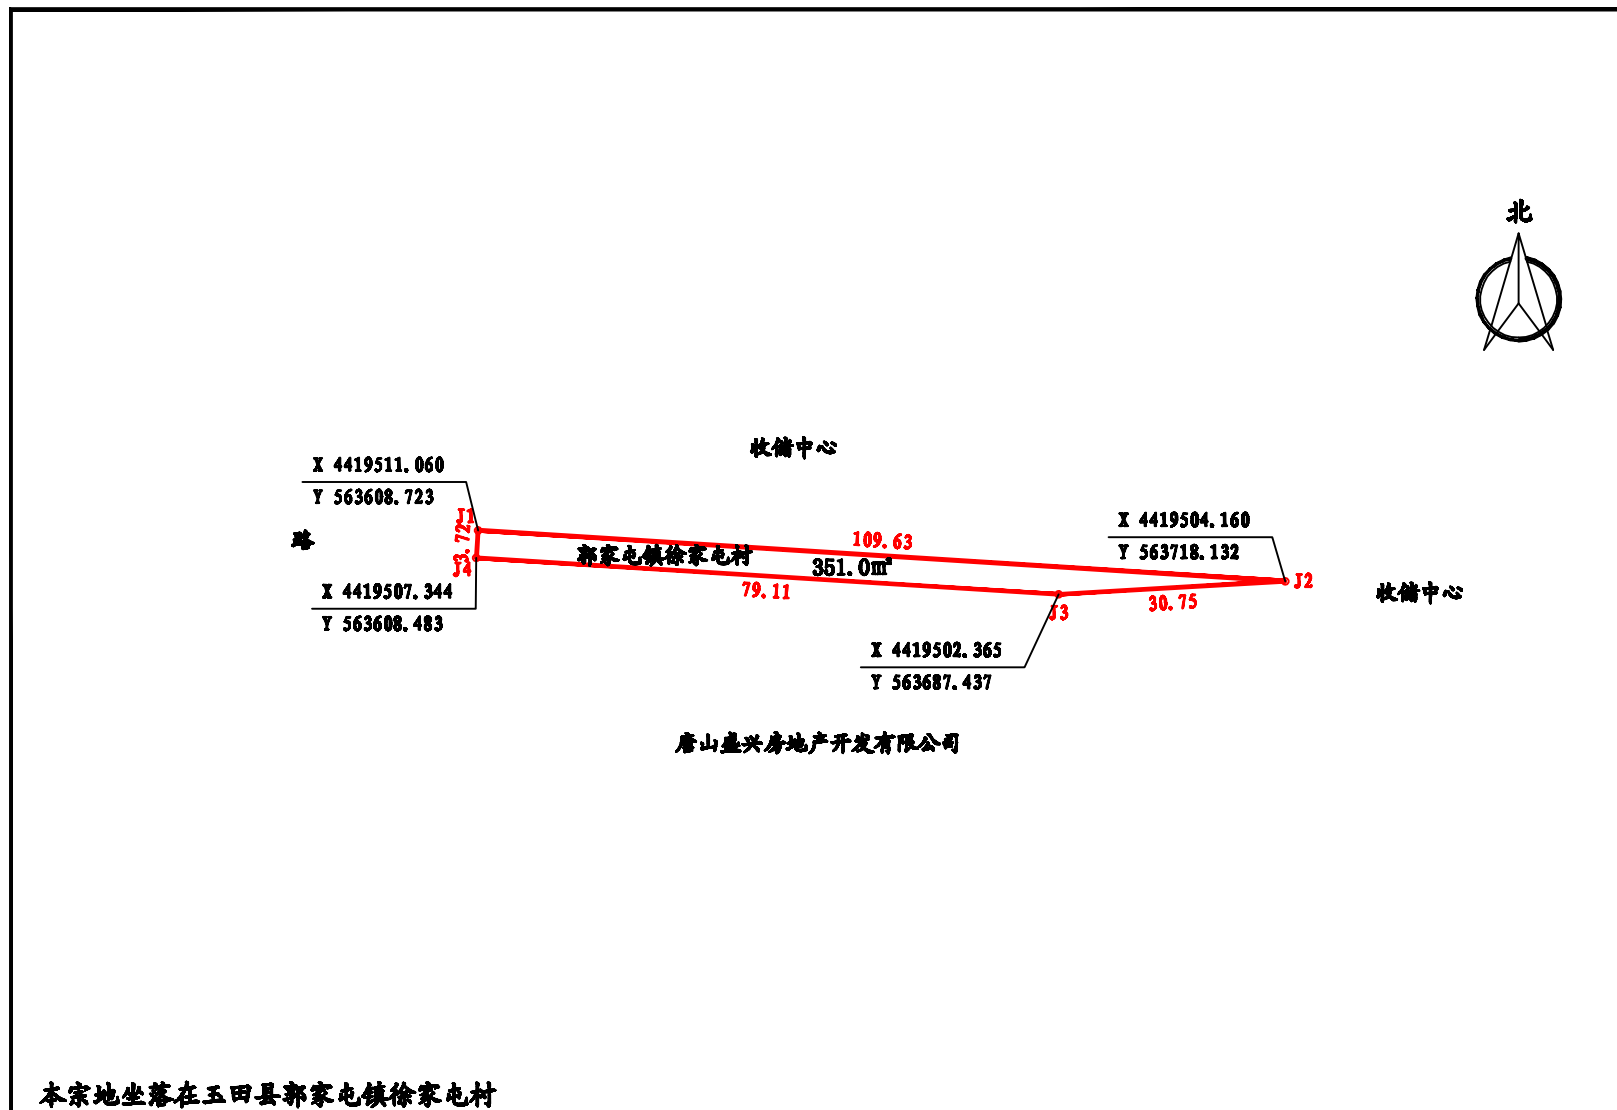 北
收储中心
X 4419511.060
Y 563608.723
J1
X 4419504.160
Y 563718.132
路
3.72
109.63
郭家屯镇徐家屯村
351.0㎡
J4
J2
79.11
30.75
收储中心
X 4419507.344
Y 563608.483
J3
X 4419502.365
Y 563687.437
唐山盛兴房地产开发有限公司
本宗地坐落在玉田县郭家屯镇徐家屯村